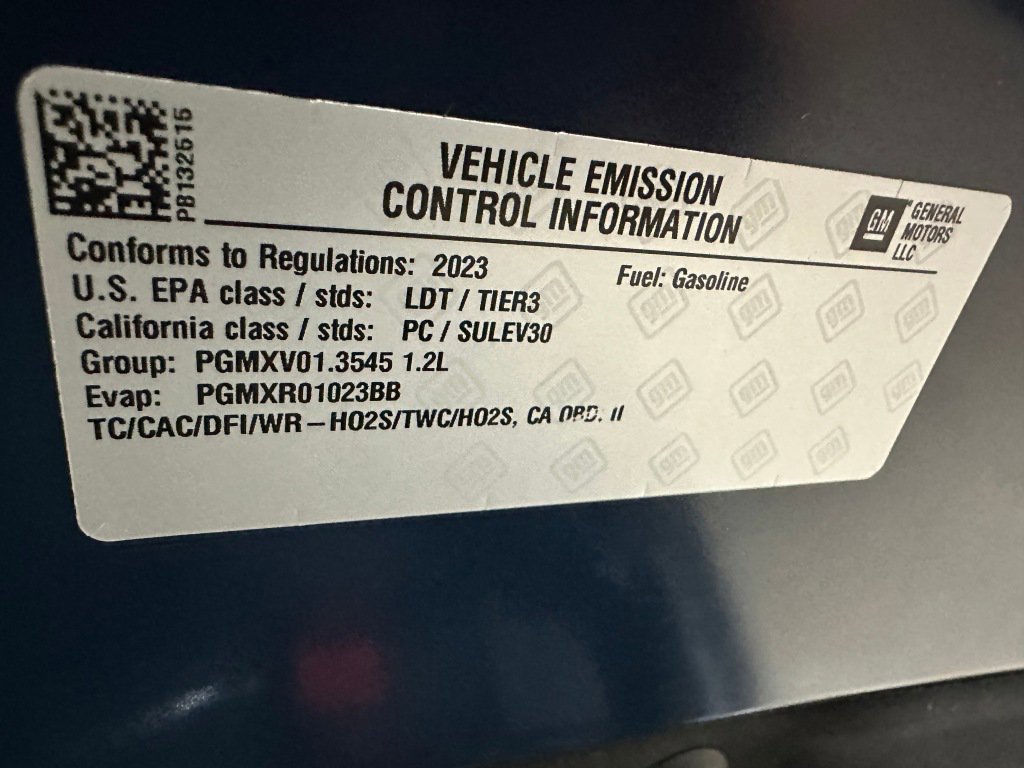 PB132515
VEHICLE EMISSION
CONTROL INFORMATION
GM
GENERAL
MOTORS
LLC
Conforms to Regulations: 2023
Fuel: Gasoline
U.S. EPA class / stds: LDT / TIER3
California class / stds: PC / SULEV30
Group: PGMXV01.3545 1.2L
Evap: PGMXR01023BB
TC/CAC/DFI/WR-HO2S/TWC/HO2S, CA OBD. II